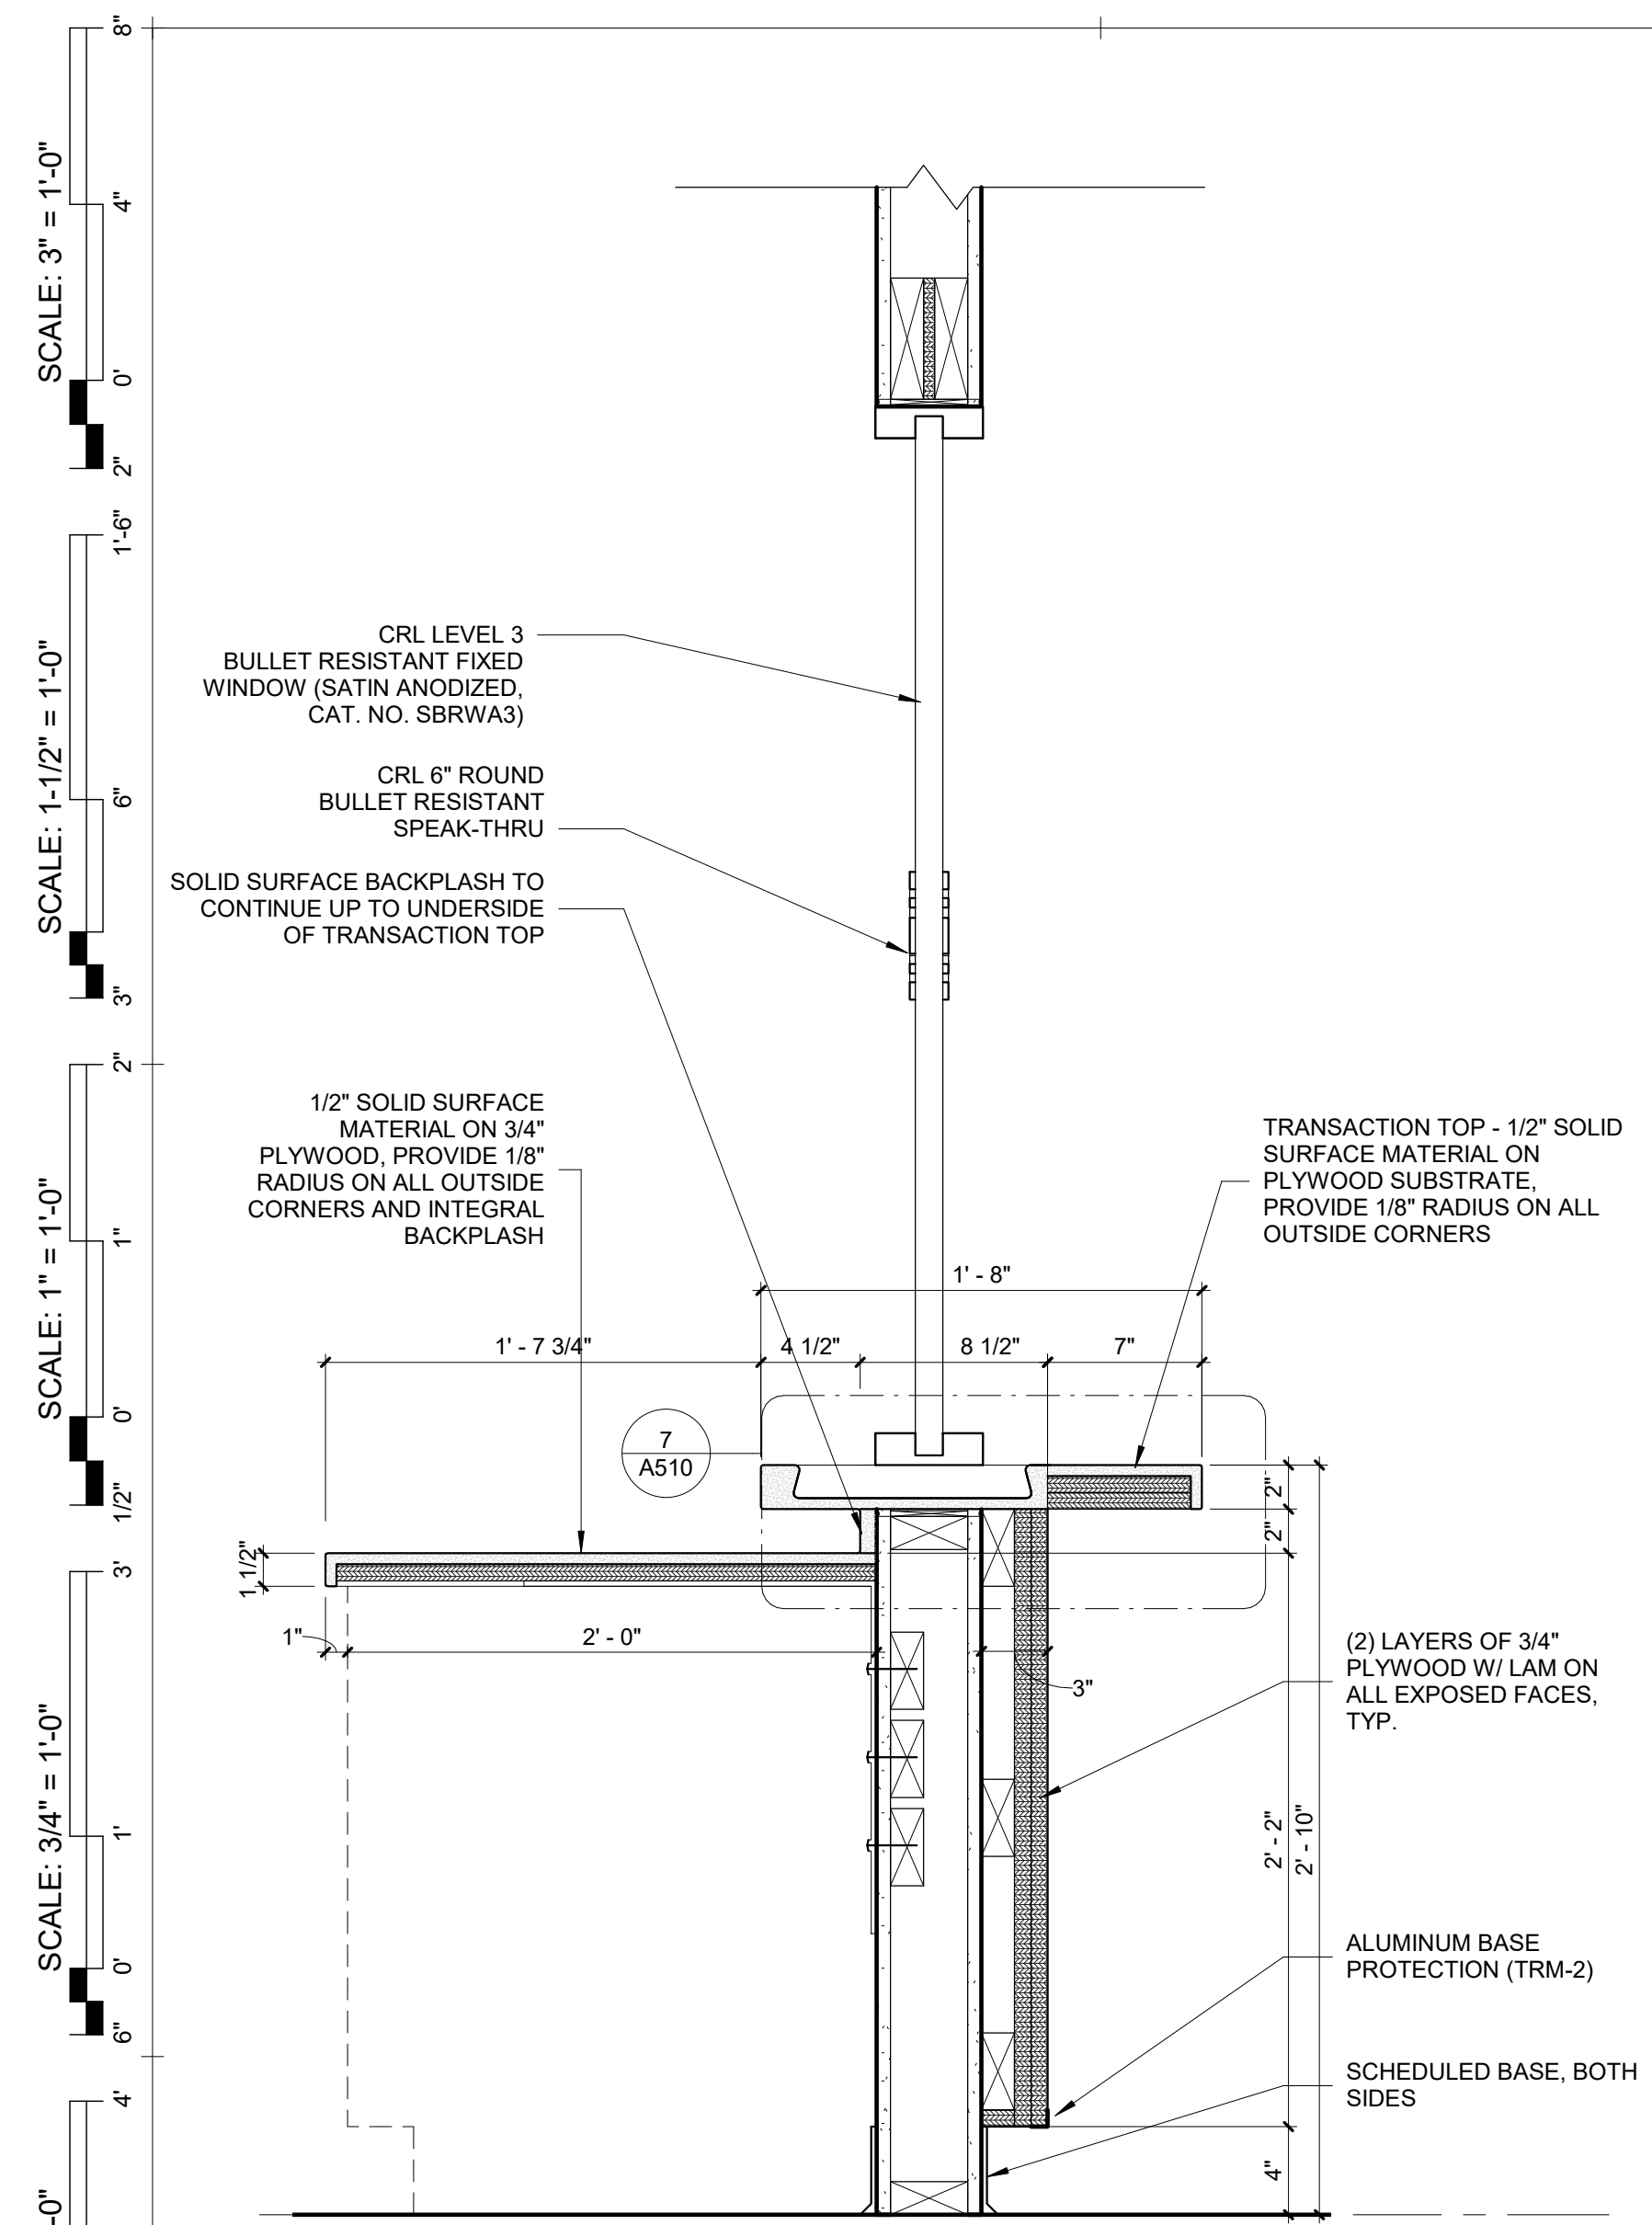 8"
4"
0'
2"
SCALE: 3" = 1'-0"
1'-6"
6"
3"
SCALE: 1-1/2" = 1'-0"
2"
1"
0'
1/2"
SCALE: 1" = 1'-0"
3'
1'
0'
6"
SCALE: 3/4" = 1'-0"
4'
-0"
CRL LEVEL 3
BULLET RESISTANT FIXED
WINDOW (SATIN ANODIZED,
CAT. NO. SBRWA3)
CRL 6" ROUND
BULLET RESISTANT
SPEAK-THRU
SOLID SURFACE BACKPLASH TO
CONTINUE UP TO UNDERSIDE
OF TRANSACTION TOP
1/2" SOLID SURFACE
MATERIAL ON 3/4"
PLYWOOD, PROVIDE 1/8"
RADIUS ON ALL OUTSIDE
CORNERS AND INTEGRAL
BACKPLASH
TRANSACTION TOP - 1/2" SOLID
SURFACE MATERIAL ON
PLYWOOD SUBSTRATE,
PROVIDE 1/8" RADIUS ON ALL
OUTSIDE CORNERS
1' - 8"
1' - 7 3/4"
4 1/2"
8 1/2"
7"
7
A510
2"
2"
1 1/2"
1"
2' - 0"
3"
(2) LAYERS OF 3/4"
PLYWOOD W/ LAM ON
ALL EXPOSED FACES,
TYP.
2' - 2"
2' - 10"
ALUMINUM BASE
PROTECTION (TRM-2)
SCHEDULED BASE, BOTH
SIDES
4"